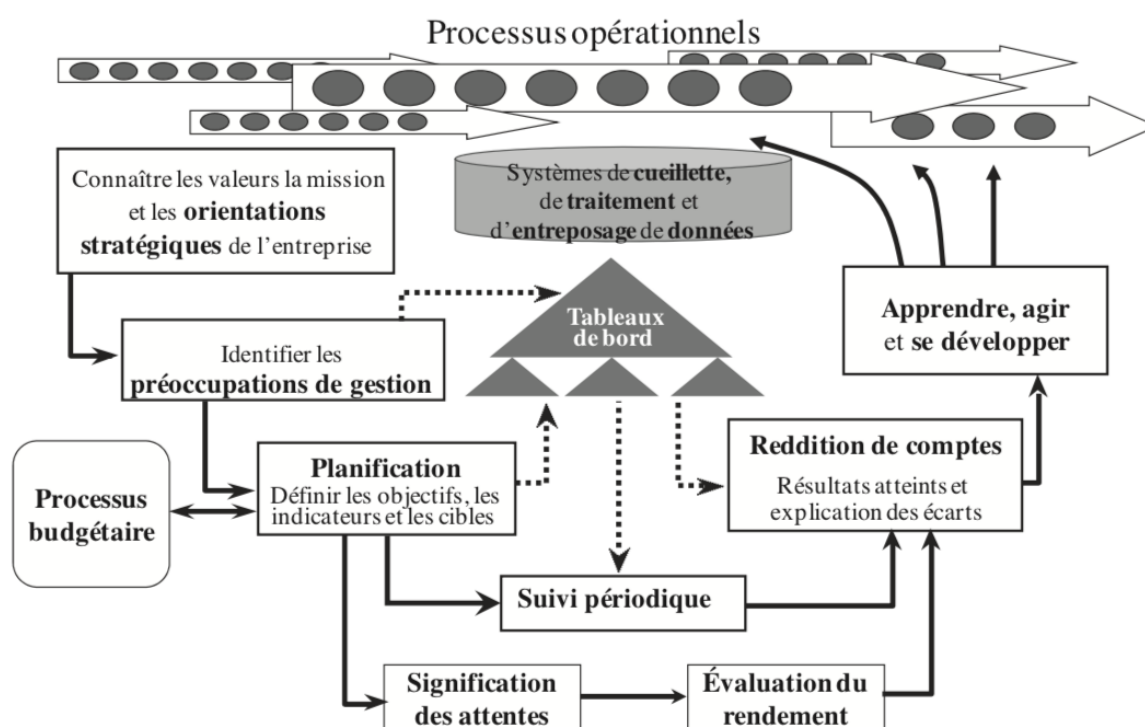 Processus opérationnels
Connaître les valeurs la mission
et les orientations
stratégiques de l'entreprise
Systèmes de cueillette,
de traitement et
d'entreposage de données
Tableaux
de bord
Apprendre, agir
et se développer
Identifier les
préoccupations de gestion
Processus
budgétaire
Planification
Définir les objectifs, les
indicateurs et les cibles
Reddition de comptes
Résultats atteints et
explication des écarts
Suivi périodique
Signification
des attentes
Évaluation du
rendement